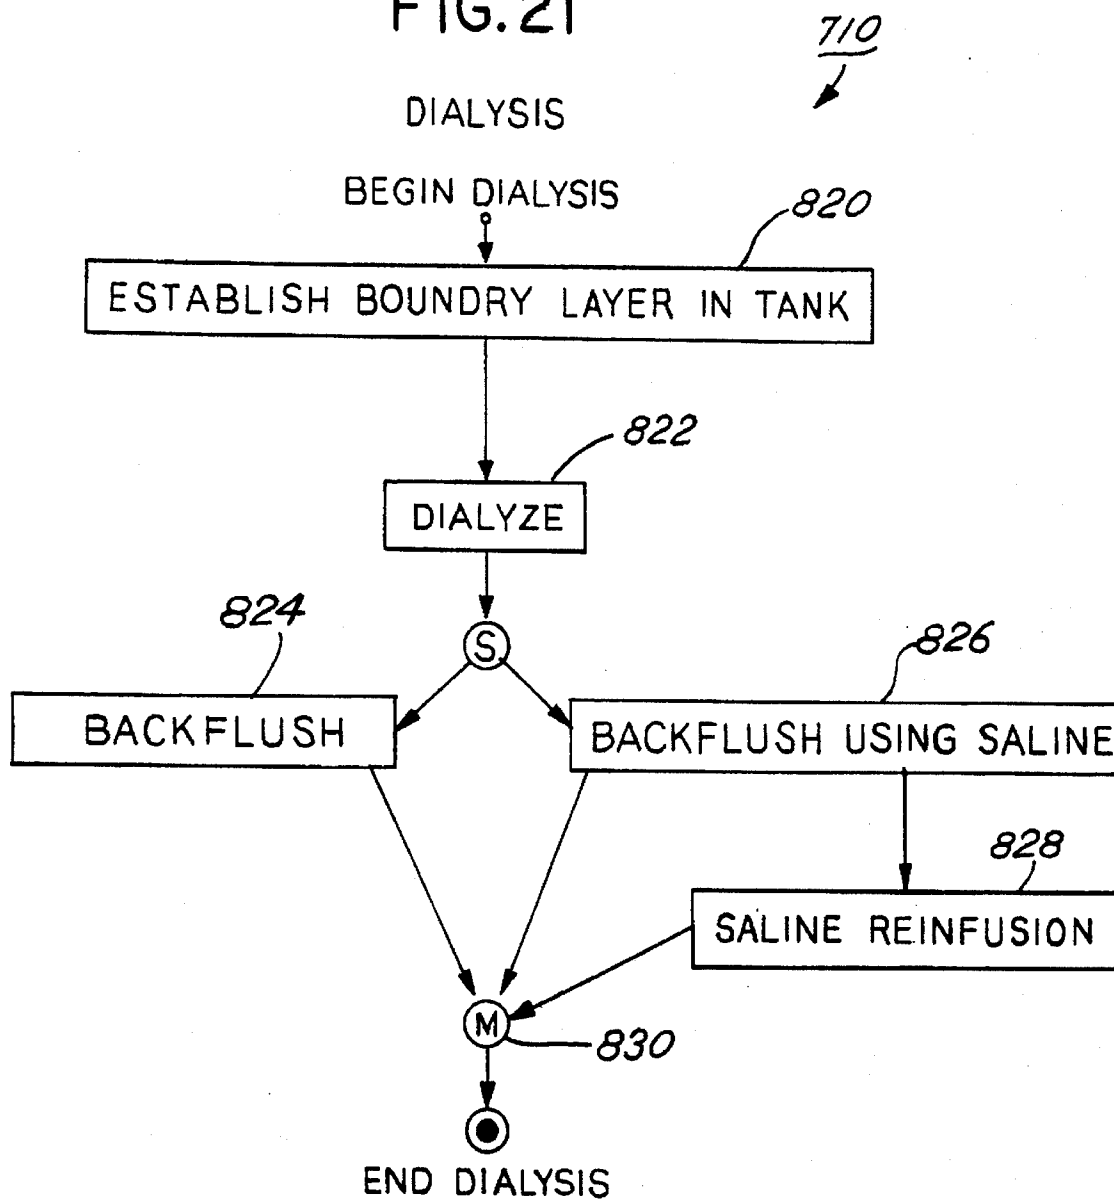 FIG. 21
710
DIALYSIS
BEGIN DIALYSIS
820
ESTABLISH BOUNDRY LAYER IN TANK
822
DIALYZE
824
S
826
BACKFLUSH
BACKFLUSH USING SALINE
828
SALINE REINFUSION
M
830
END DIALYSIS